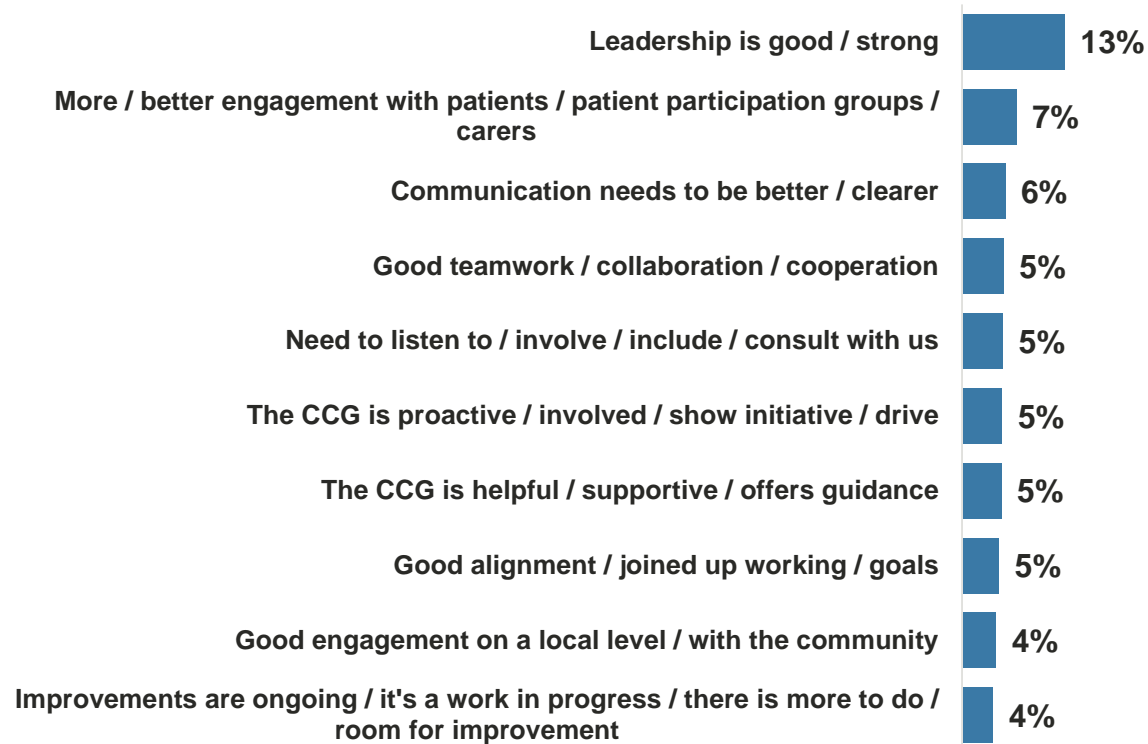 Leadership is good / strong 13%
More / better engagement with patients / patient participation groups /
carers 7%
Communication needs to be better / clearer 6%
Good teamwork / collaboration / cooperation 5%
Need to listen to / involve / include / consult with us 5%
The CCG is proactive / involved / show initiative / drive 5%
The CCG is helpful / supportive / offers guidance 5%
Good alignment / joined up working / goals 5%
Good engagement on a local level / with the community 4%
Improvements are ongoing / it's a work in progress / there is more to do /
room for improvement 4%